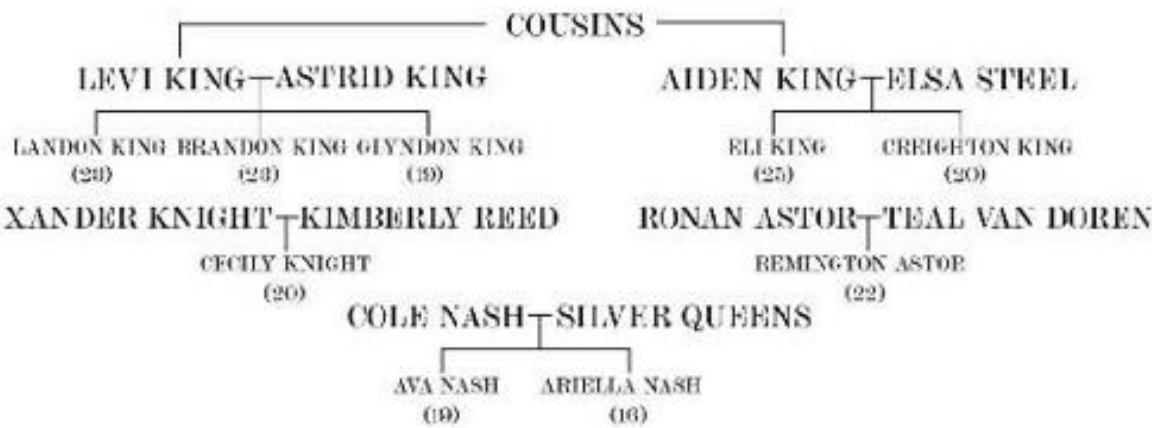 COUSINS
LEVI KING ASTRID KING AIDEN KING ELSA STEEL
LANDON KING BRANDON KING GLYNDON KING ELI KING CREIGHTON KING
(23) (23) (19) (25) (20)
XANDER KNIGHT KIMBERLY REED RONAN ASTOR TEAL VAN DOREN
CECILY KNIGHT REMINGTON ASTOR
(20) (22)
COLE NASH SILVER QUEENS
AVA NASH ARIELLA NASH
(19) (16)